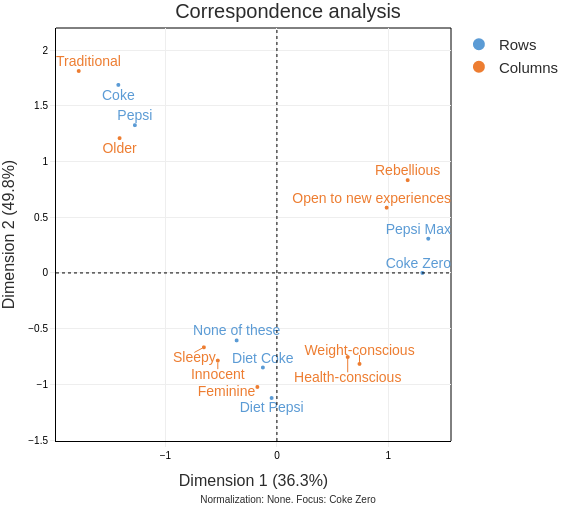 Correspondence analysis
Rows
Columns
Dimension 2 (49.8%)
2
1.5
1
0.5
0
−0.5
−1
−1.5
Traditional
Coke
Pepsi
Older
Rebellious
Open to new experiences
Pepsi Max
Coke Zero
None of these
Sleepy
Diet Coke
Weight-conscious
Innocent
Health-conscious
Feminine
Diet Pepsi
−1
0
1
Dimension 1 (36.3%)
Normalization: None. Focus: Coke Zero